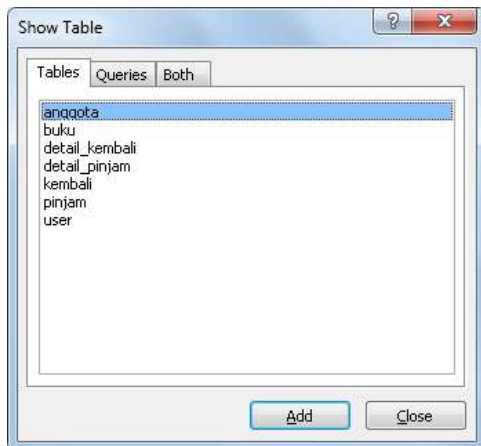 Show Table
Tables Queries Both
anggota
buku
detail_kembali
detail_pinjam
kembali
pinjam
user
Add Close